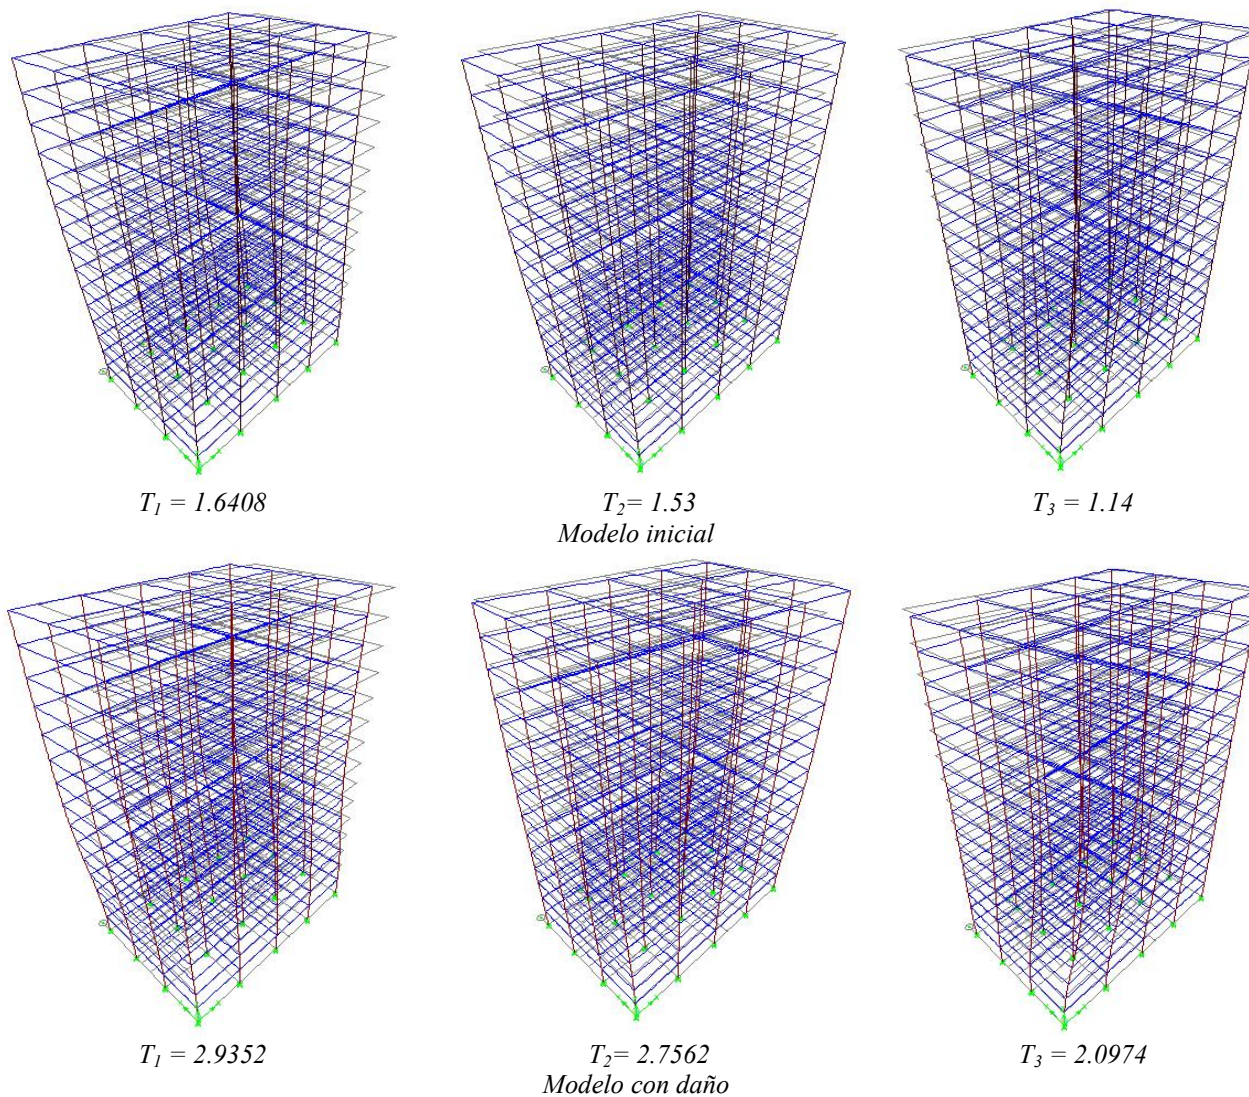 T₁ = 1.6408
T₂= 1.53
T₃ = 1.14
Modelo inicial
T₁ = 2.9352
T₂= 2.7562
T₃ = 2.0974
Modelo con daño